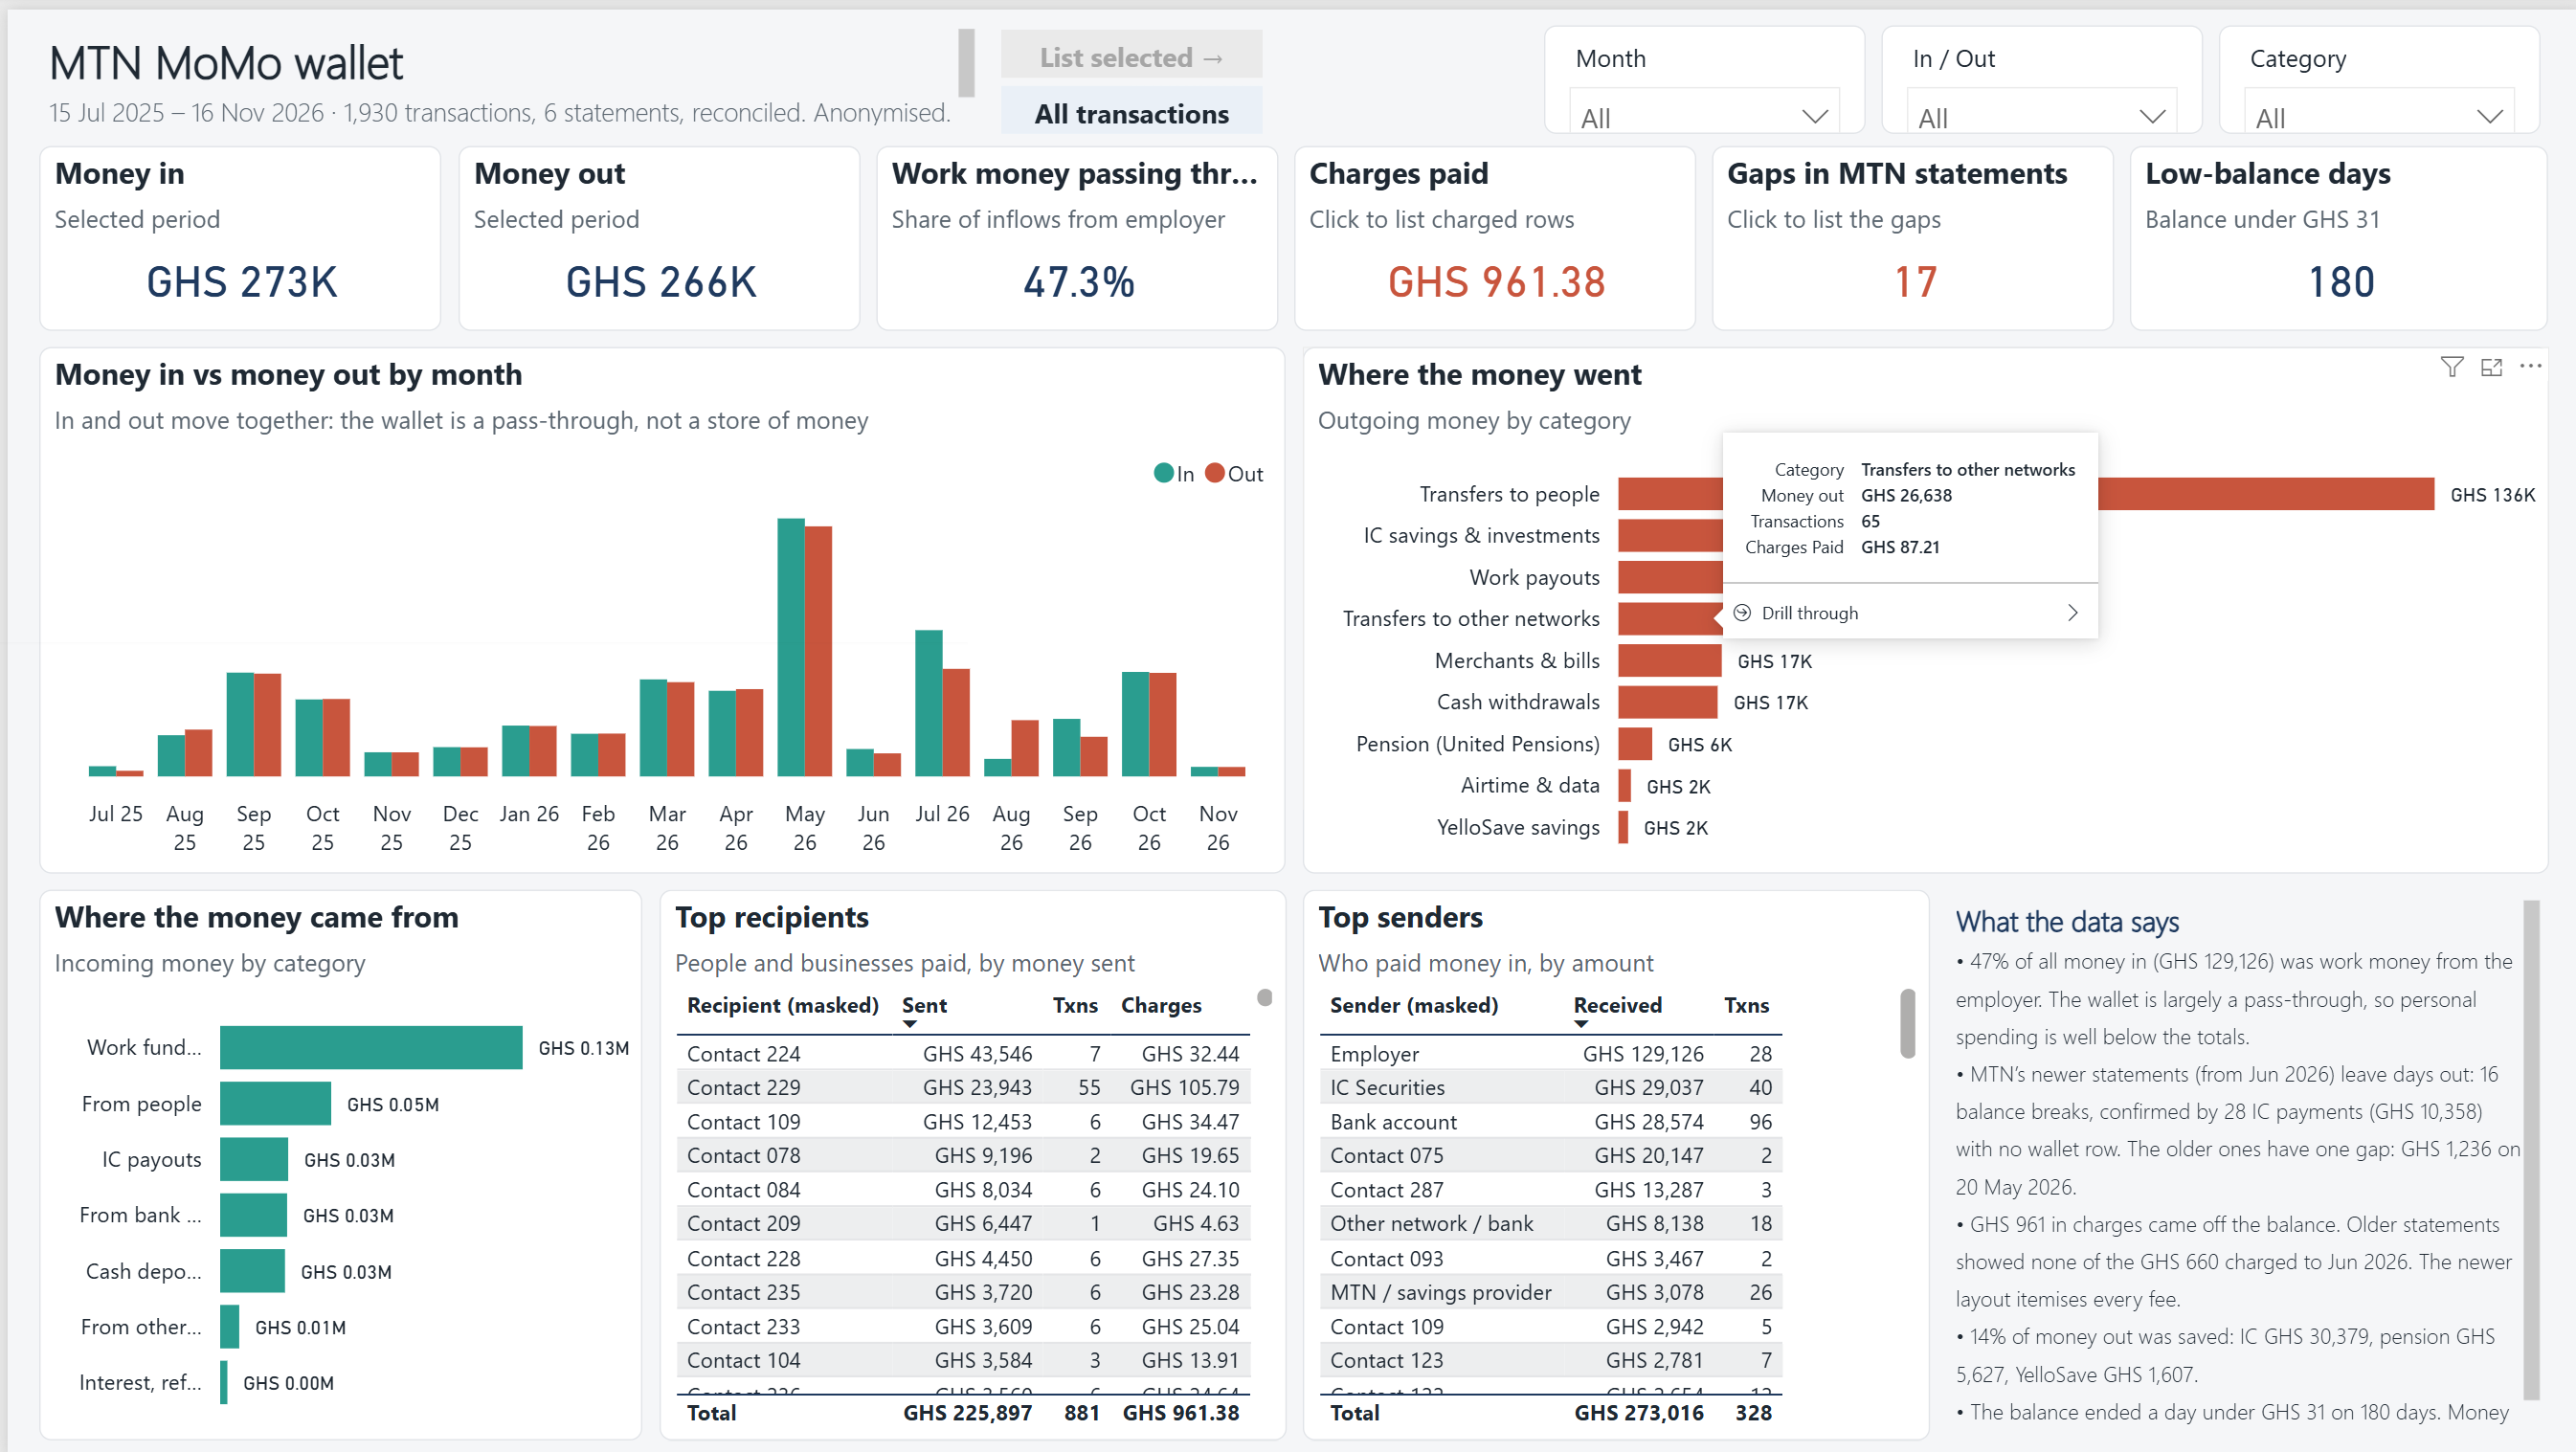 MTN MoMo wallet
15 Jul 2025 – 16 Nov 2026 · 1,930 transactions, 6 statements, reconciled. Anonymised.
List selected →
All transactions
Month
All
In / Out
All
Category
All
Money in
Selected period
GHS 273K
Money out
Selected period
GHS 266K
Work money passing thr...
Share of inflows from employer
47.3%
Charges paid
Click to list charged rows
GHS 961.38
Gaps in MTN statements
Click to list the gaps
17
Low-balance days
Balance under GHS 31
180
Money in vs money out by month
In and out move together: the wallet is a pass-through, not a store of money
In Out
Jul 25
Aug 25
Sep 25
Oct 25
Nov 25
Dec 25
Jan 26
Feb 26
Mar 26
Apr 26
May 26
Jun 26
Jul 26
Aug 26
Sep 26
Oct 26
Nov 26
Where the money went
Outgoing money by category
Transfers to people GHS 136K
IC savings & investments
Work payouts
Transfers to other networks
Merchants & bills GHS 17K
Cash withdrawals GHS 17K
Pension (United Pensions) GHS 6K
Airtime & data GHS 2K
YelloSave savings GHS 2K
Category Transfers to other networks
Money out GHS 26,638
Transactions 65
Charges Paid GHS 87.21
Drill through
Where the money came from
Incoming money by category
Work fund... GHS 0.13M
From people GHS 0.05M
IC payouts GHS 0.03M
From bank ... GHS 0.03M
Cash depo... GHS 0.03M
From other... GHS 0.01M
Interest, ref... GHS 0.00M
Top recipients
People and businesses paid, by money sent
Recipient (masked) Sent Txns Charges
Contact 224 GHS 43,546 7 GHS 32.44
Contact 229 GHS 23,943 55 GHS 105.79
Contact 109 GHS 12,453 6 GHS 34.47
Contact 078 GHS 9,196 2 GHS 19.65
Contact 084 GHS 8,034 6 GHS 24.10
Contact 209 GHS 6,447 1 GHS 4.63
Contact 228 GHS 4,450 6 GHS 27.35
Contact 235 GHS 3,720 6 GHS 23.28
Contact 233 GHS 3,609 6 GHS 25.04
Contact 104 GHS 3,584 3 GHS 13.91
Total GHS 225,897 881 GHS 961.38
Top senders
Who paid money in, by amount
Sender (masked) Received Txns
Employer GHS 129,126 28
IC Securities GHS 29,037 40
Bank account GHS 28,574 96
Contact 075 GHS 20,147 2
Contact 287 GHS 13,287 3
Other network / bank GHS 8,138 18
Contact 093 GHS 3,467 2
MTN / savings provider GHS 3,078 26
Contact 109 GHS 2,942 5
Contact 123 GHS 2,781 7
Total GHS 273,016 328
What the data says
• 47% of all money in (GHS 129,126) was work money from the
employer. The wallet is largely a pass-through, so personal
spending is well below the totals.
• MTN’s newer statements (from Jun 2026) leave days out: 16
balance breaks, confirmed by 28 IC payments (GHS 10,358)
with no wallet row. The older ones have one gap: GHS 1,236 on
20 May 2026.
• GHS 961 in charges came off the balance. Older statements
showed none of the GHS 660 charged to Jun 2026. The newer
layout itemises every fee.
• 14% of money out was saved: IC GHS 30,379, pension GHS
5,627, YelloSave GHS 1,607.
• The balance ended a day under GHS 31 on 180 days. Money